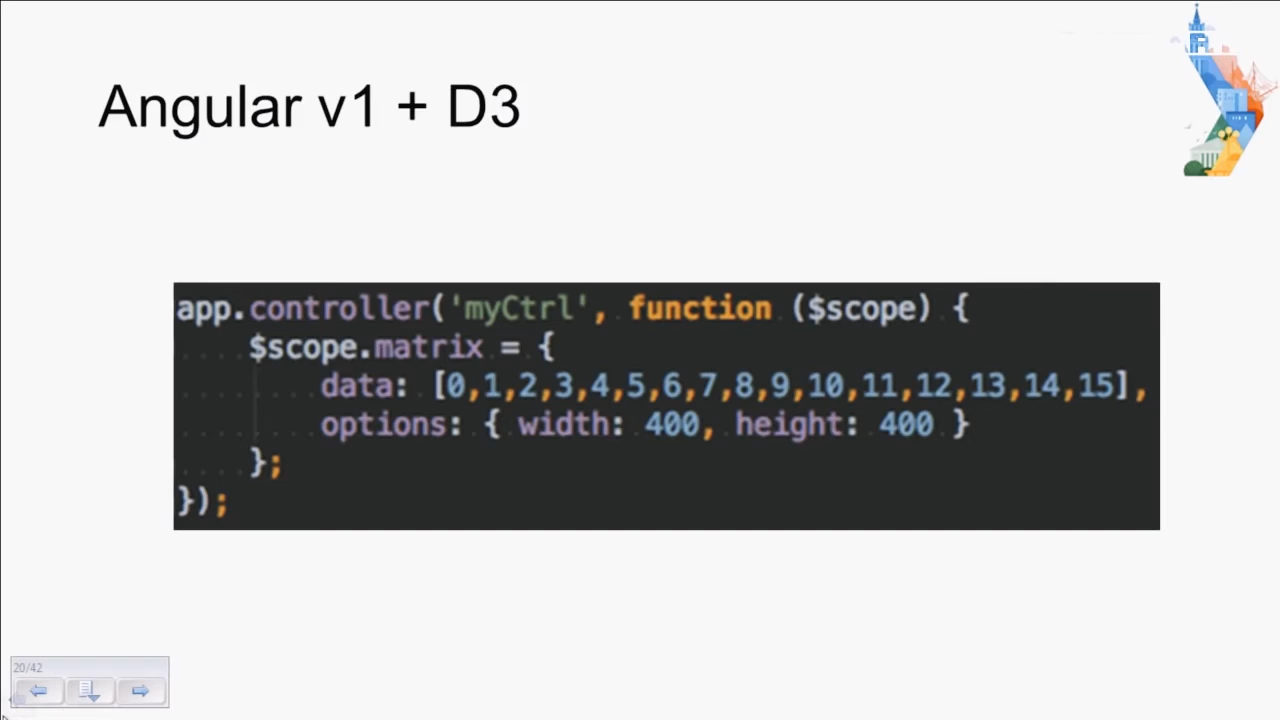 Angular v1 + D3
app.controller('myCtrl', function ($scope) {
$scope.matrix = {
data: [0,1,2,3,4,5,6,7,8,9,10,11,12,13,14,15],
options: { width: 400, height: 400 }
};
});
20/42